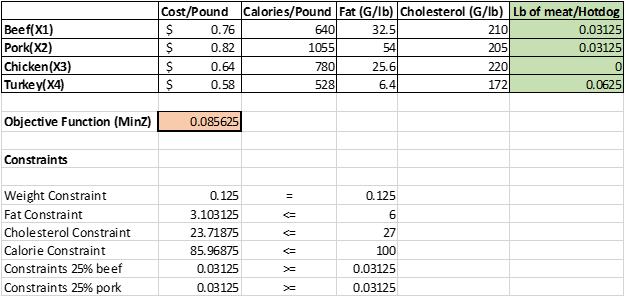 Cost/Pound Calories/Pound Fat (G/lb) Cholesterol (G/lb) Lb of meat/Hotdog
Beef(X1) $ 0.76 640 32.5 210 0.03125
Pork(X2) $ 0.82 1055 54 205 0.03125
Chicken(X3) $ 0.64 780 25.6 220 0
Turkey(X4) $ 0.58 528 6.4 172 0.0625
Objective Function (MinZ) 0.085625
Constraints
Weight Constraint 0.125 = 0.125
Fat Constraint 3.103125 <= 6
Cholesterol Constraint 23.71875 <= 27
Calorie Constraint 85.96875 <= 100
Constraints 25% beef 0.03125 >= 0.03125
Constraints 25% pork 0.03125 >= 0.03125